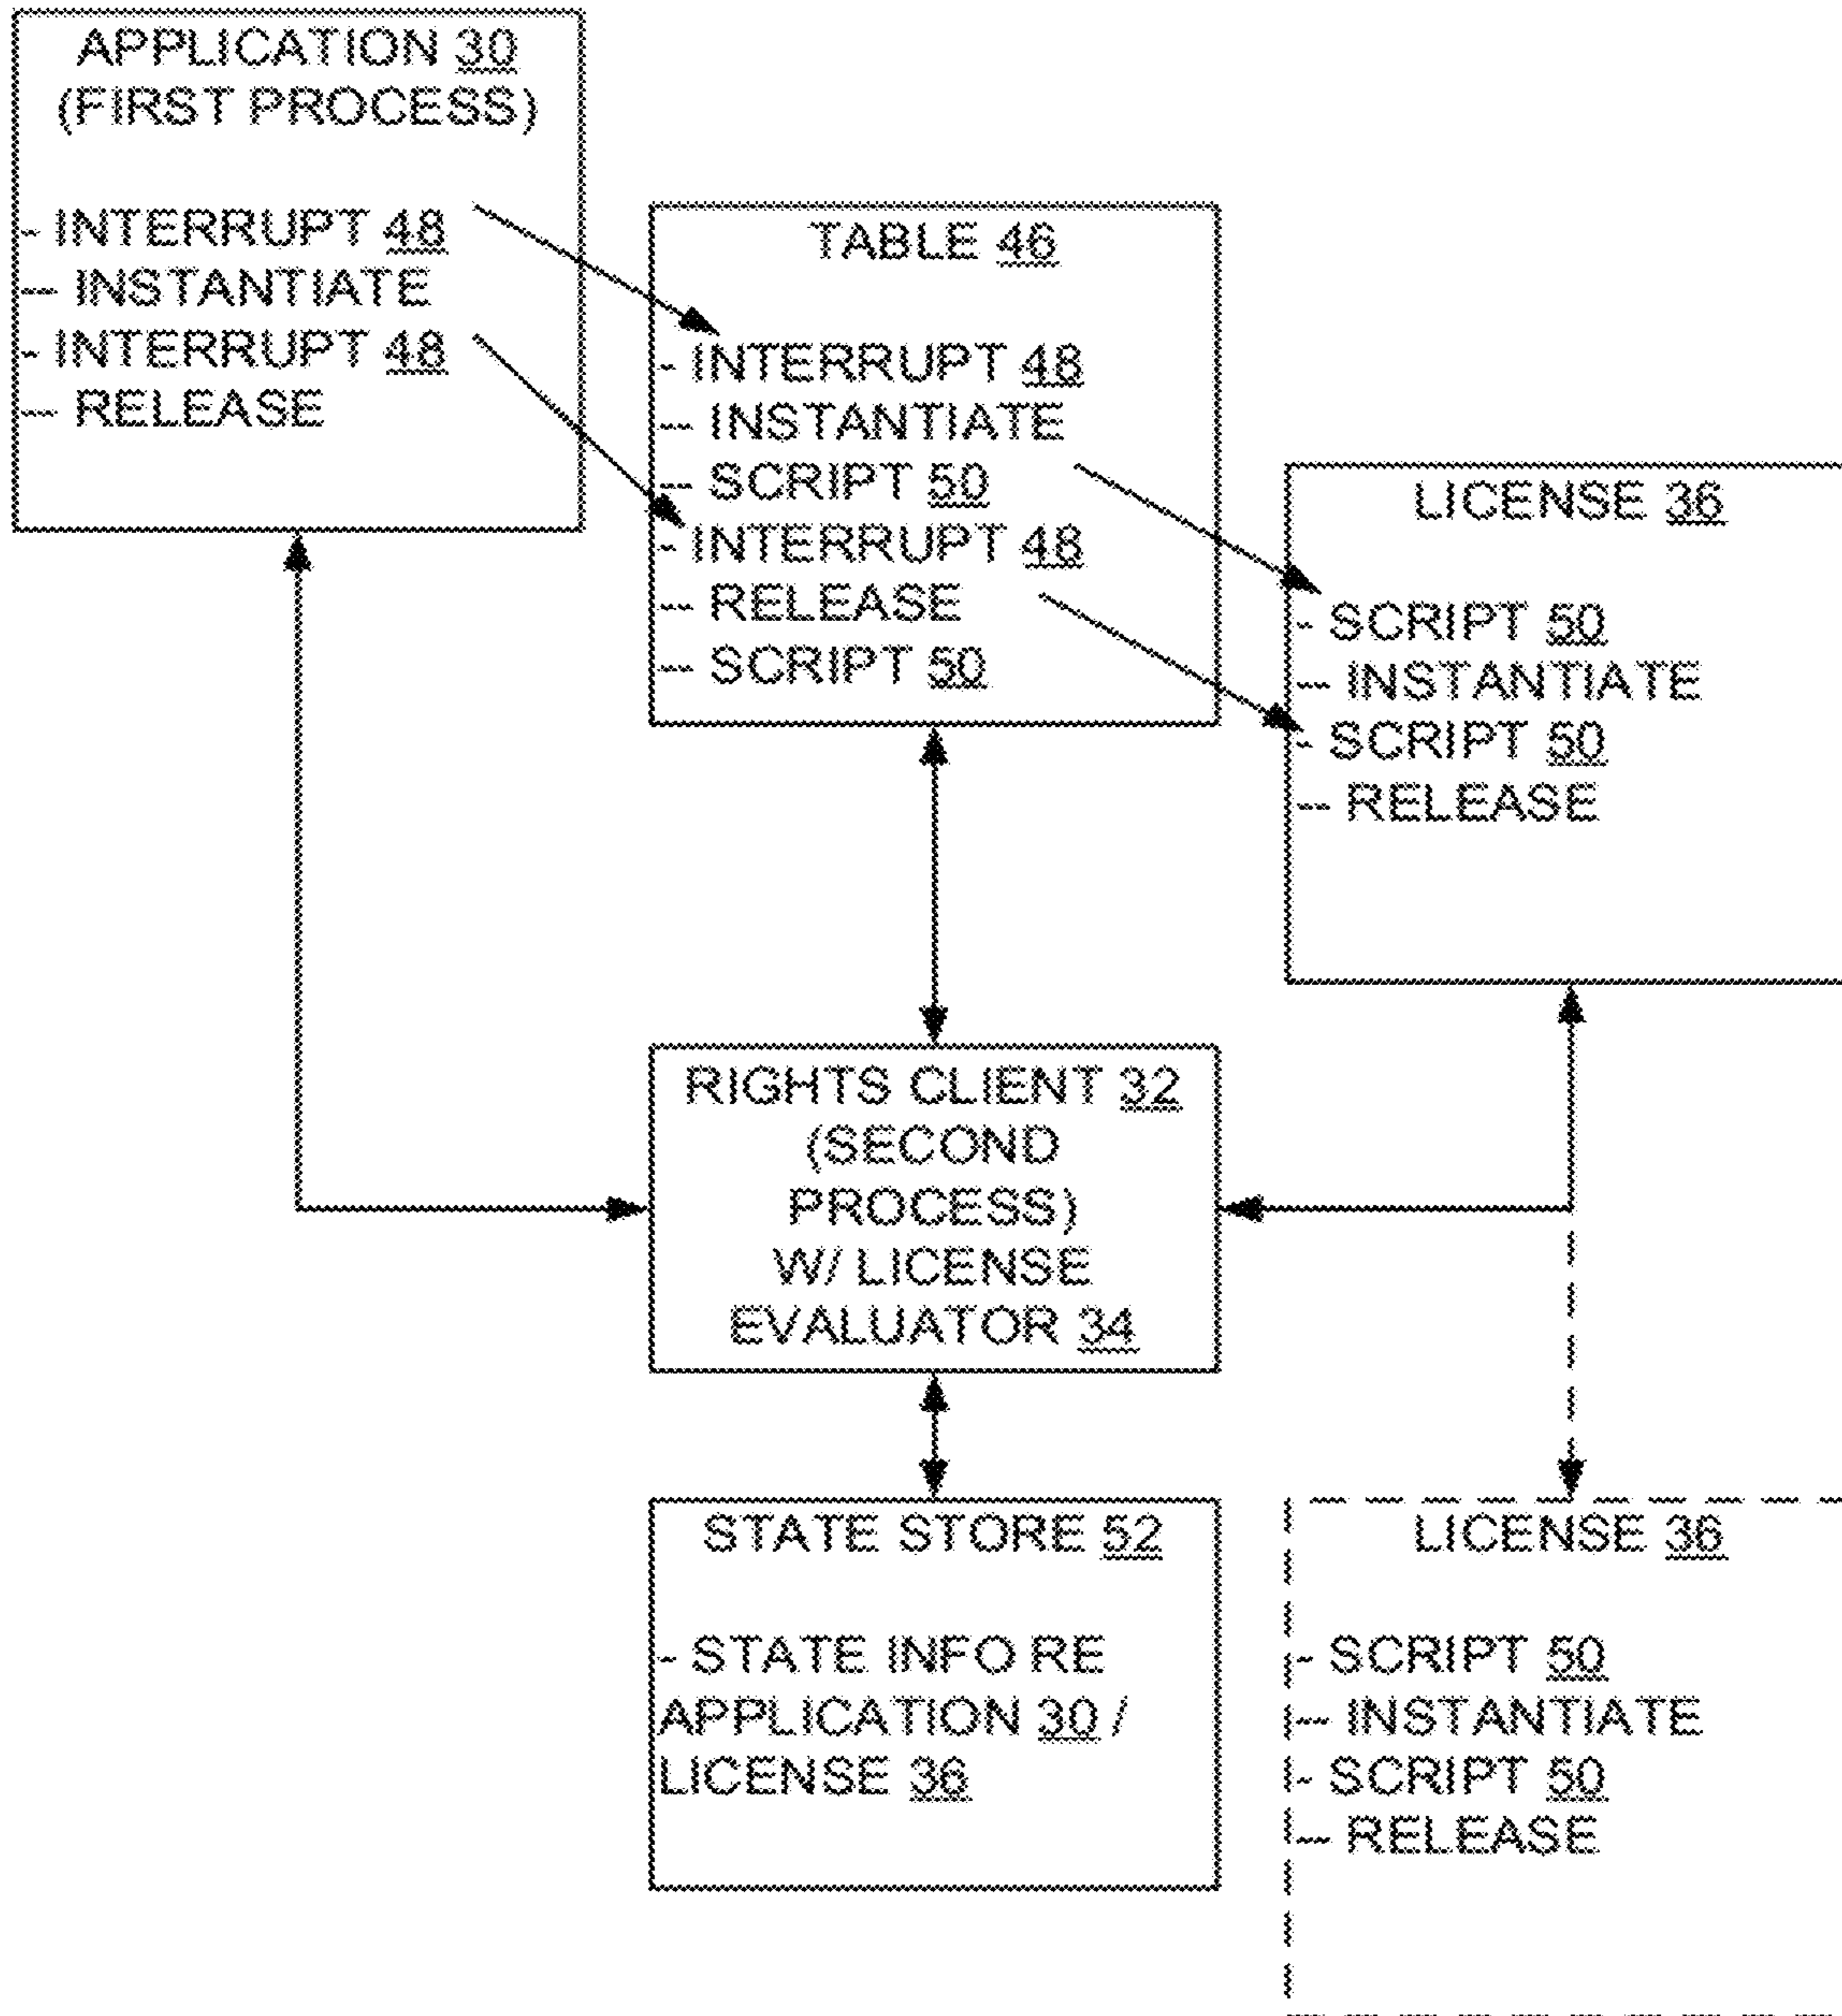 APPLICATION 30
(FIRST PROCESS)
- INTERRUPT 48
-- INSTANTIATE
- INTERRUPT 48
-- RELEASE
TABLE 46
- INTERRUPT 48
-- INSTANTIATE
-- SCRIPT 50
- INTERRUPT 48
-- RELEASE
-- SCRIPT 50
LICENSE 36
- SCRIPT 50
-- INSTANTIATE
- SCRIPT 50
-- RELEASE
RIGHTS CLIENT 32
(SECOND
PROCESS)
W/ LICENSE
EVALUATOR 34
STATE STORE 52
- STATE INFO RE
APPLICATION 30 /
LICENSE 36
LICENSE 36
- SCRIPT 50
-- INSTANTIATE
- SCRIPT 50
-- RELEASE